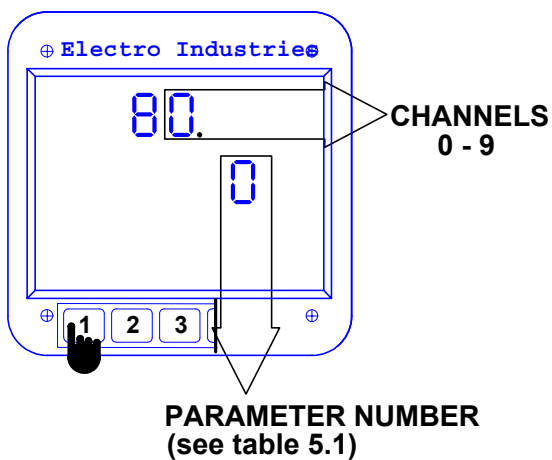 Electro Industries
80.
CHANNELS
0 - 9
0
1 2 3
PARAMETER NUMBER
(see table 5.1)